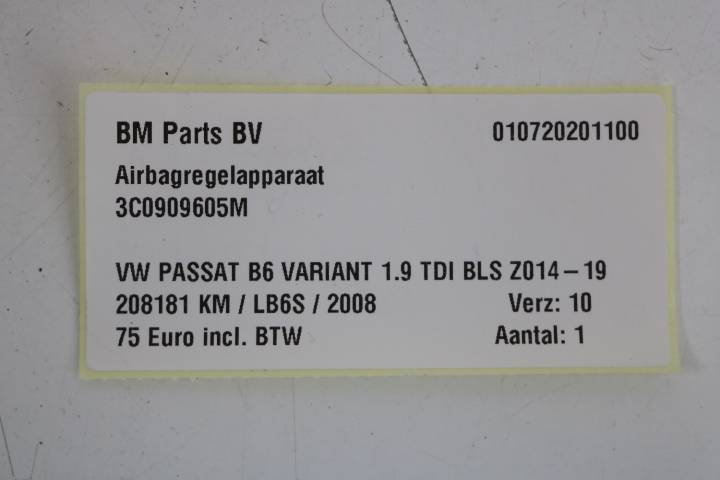 BM Parts BV 010720201100
Airbagregelapparaat
3C0909605M
VW PASSAT B6 VARIANT 1.9 TDI BLS Z014-19
208181 KM / LB6S / 2008 Verz: 10
75 Euro incl. BTW Aantal: 1